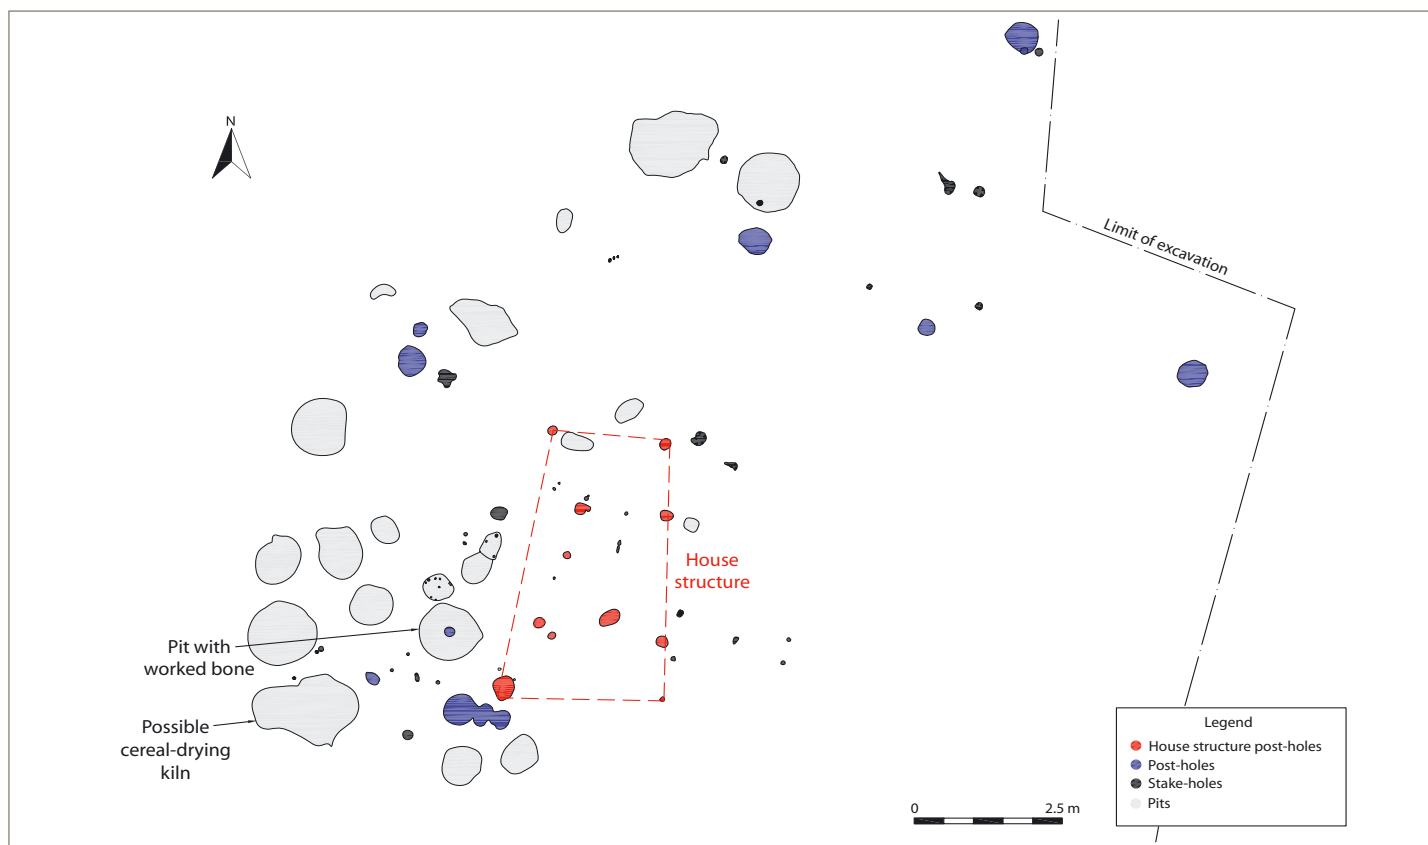 N
Limit of excavation
House
structure
Pit with
worked bone
Possible
cereal-drying
kiln
Legend
House structure post-holes
Post-holes
Stake-holes
Pits
0 2.5 m